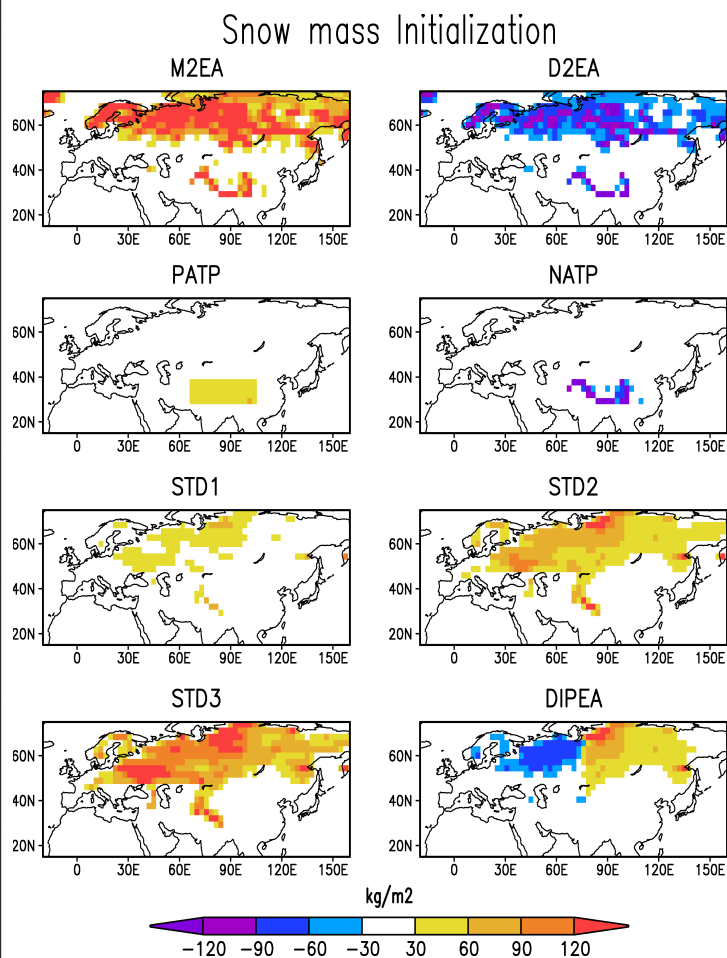 Snow mass Initialization
M2EA D2EA
60N 60N
40N 40N
20N 20N
0 30E 60E 90E 120E 150E 0 30E 60E 90E 120E 150E
PATP NATP
60N 60N
40N 40N
20N 20N
0 30E 60E 90E 120E 150E 0 30E 60E 90E 120E 150E
STD1 STD2
60N 60N
40N 40N
20N 20N
0 30E 60E 90E 120E 150E 0 30E 60E 90E 120E 150E
STD3 DIPEA
60N 60N
40N 40N
20N 20N
0 30E 60E 90E 120E 150E 0 30E 60E 90E 120E 150E
kg/m2
−120 −90 −60 −30 30 60 90 120